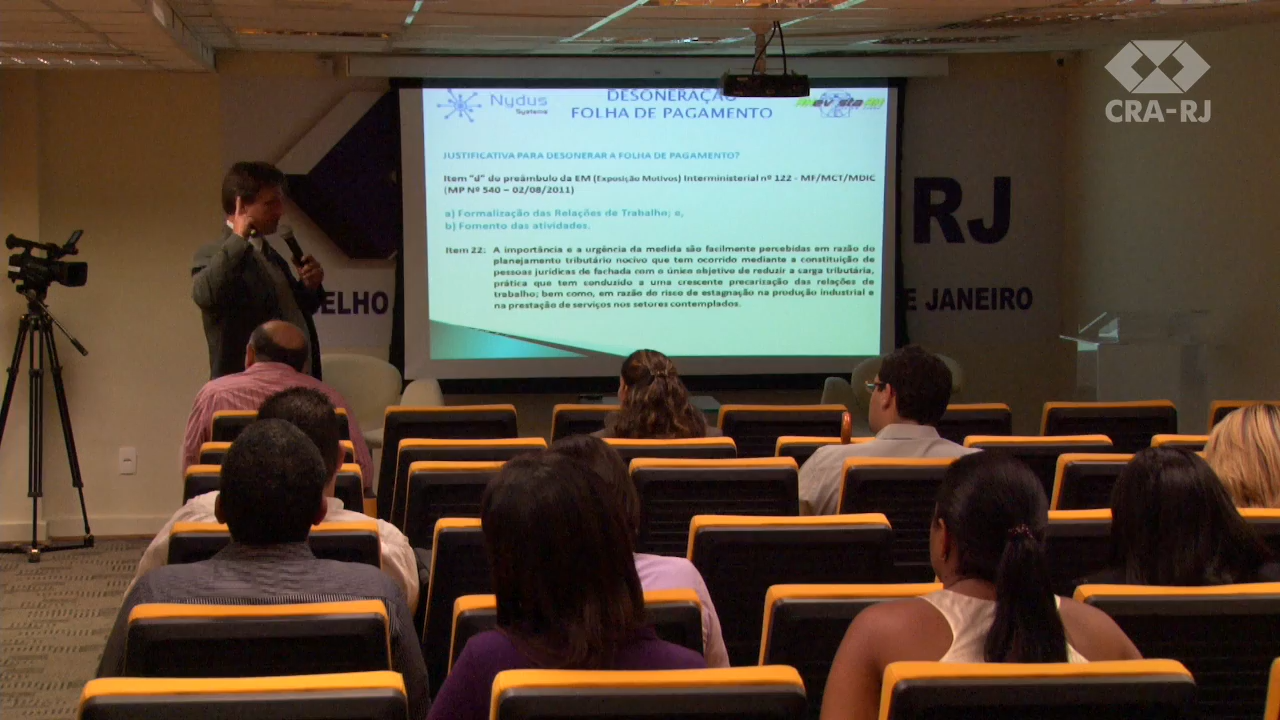 CRA-RJ
Nydus
Systems
DESONERAÇÃO
FOLHA DE PAGAMENTO
JUSTIFICATIVA PARA DESONERAR A FOLHA DE PAGAMENTO?
Item "d" do preâmbulo da EM (Exposição Motivos) Interministerial nº 122 - MF/MCT/MDIC
(MP Nº 540 – 02/08/2011)
a) Formalização das Relações de Trabalho; e,
b) Fomento das atividades.
Item 22: A importância e a urgência da medida são facilmente percebidas em razão do
planejamento tributário nocivo que tem ocorrido mediante a constituição de
pessoas jurídicas de fachada com o único objetivo de reduzir a carga tributária,
prática que tem conduzido a uma crescente precarização das relações de
trabalho; bem como, em razão do risco de estagnação na produção industrial e
na prestação de serviços nos setores contemplados.
RJ
ELHO
E JANEIRO